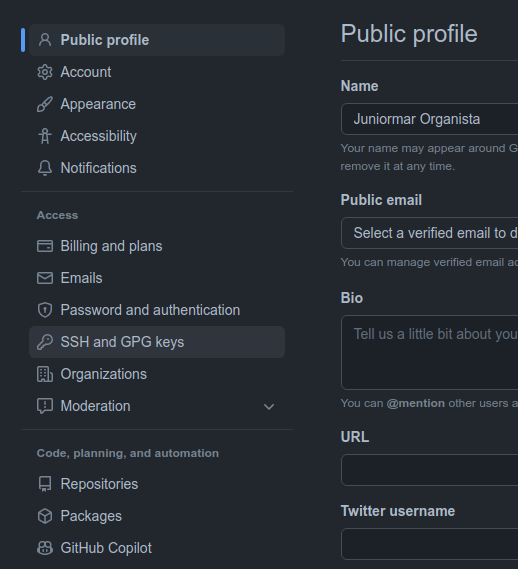 Public profile
Account
Appearance
Accessibility
Notifications
Access
Billing and plans
Emails
Password and authentication
SSH and GPG keys
Organizations
Moderation
Code, planning, and automation
Repositories
Packages
GitHub Copilot
Public profile
Name
Juniormar Organista
Your name may appear around G
remove it at any time.
Public email
Select a verified email to d
You can manage verified email ac
Bio
Tell us a little bit about you
You can @mention other users a
URL
Twitter username